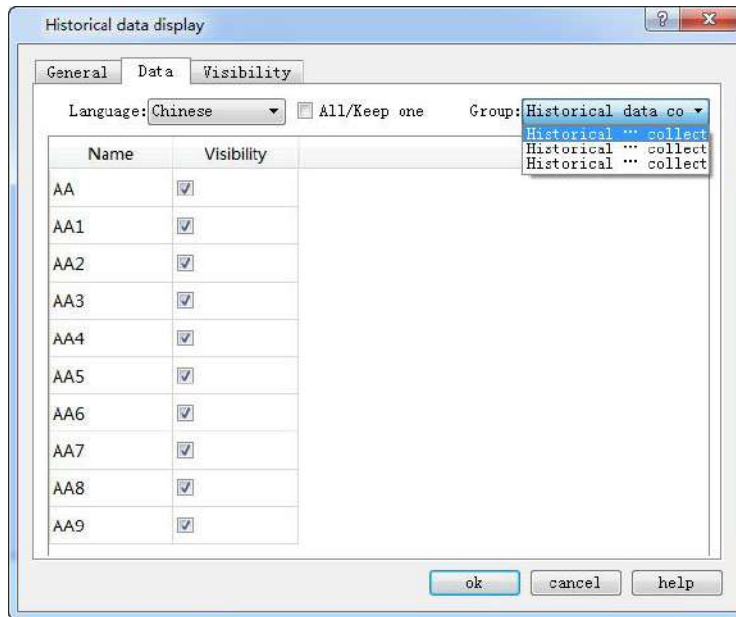 Historical data display
General Data Visibility
Language: Chinese All/Keep one Group: Historical data co
Historical ... collect
Historical ... collect
Historical ... collect
Name Visibility
AA
AA1
AA2
AA3
AA4
AA5
AA6
AA7
AA8
AA9
ok cancel help